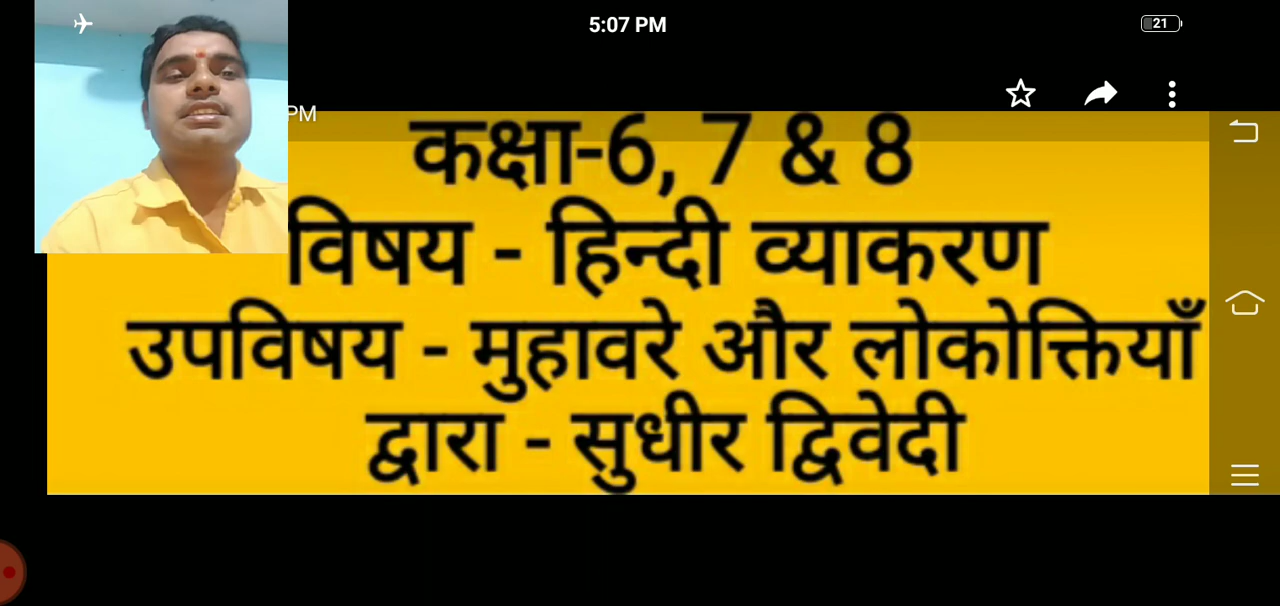 5:07 PM
21
PM
कक्षा-6, 7 & 8
विषय - हिन्दी व्याकरण
उपविषय - मुहावरे और लोकोक्तियाँ
द्वारा - सुधीर द्विवेदी